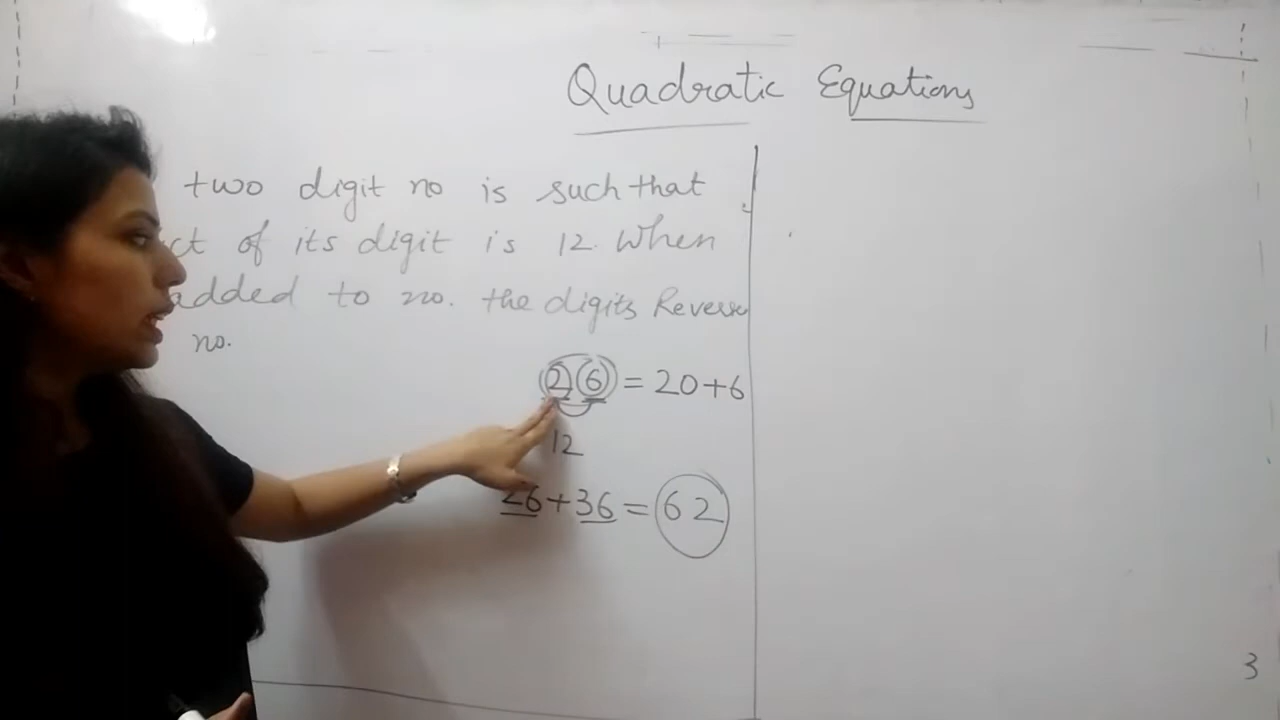 Quadratic Equations
two digit no is such that
ct of its digit is 12. When
added to no. the digits Reverse
no.
26 = 20+6
12
26+36 = 62
3